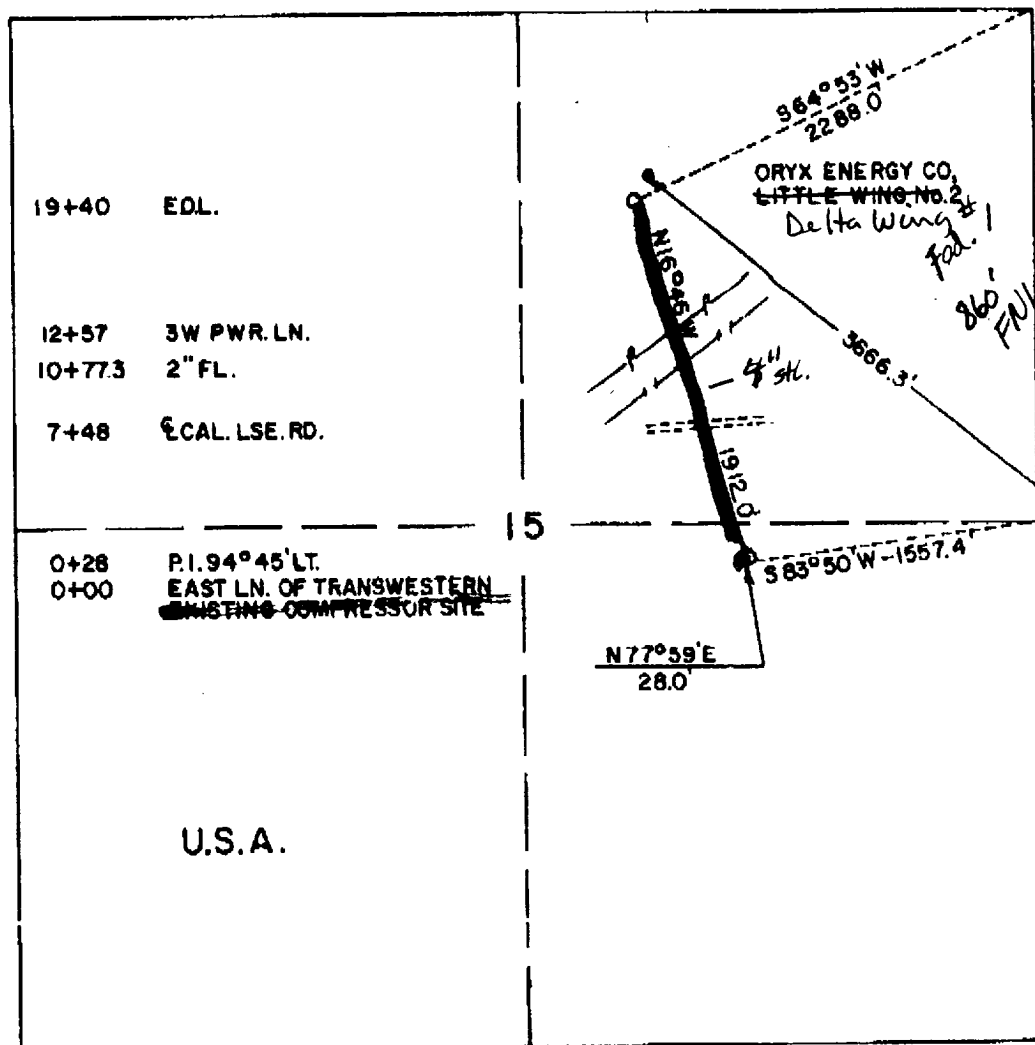 S64°53'W
2288.0'
ORYX ENERGY CO,
LITTLE WING No.2
Delta Wing #
Fed. 1
860'
FNL
19+40 E.O.L.
N16°46'W
12+57 3W PWR. LN.
10+77.3 2" FL.
3666.3'
4" stl.
7+48 ℄ CAL. LSE. RD.
1912.0'
15
0+28 P.I. 94°45' LT.
0+00 EAST LN. OF TRANSWESTERN
EXISTING COMPRESSOR SITE
S 83°50'W-1557.4'
N77°59'E
28.0'
U.S.A.